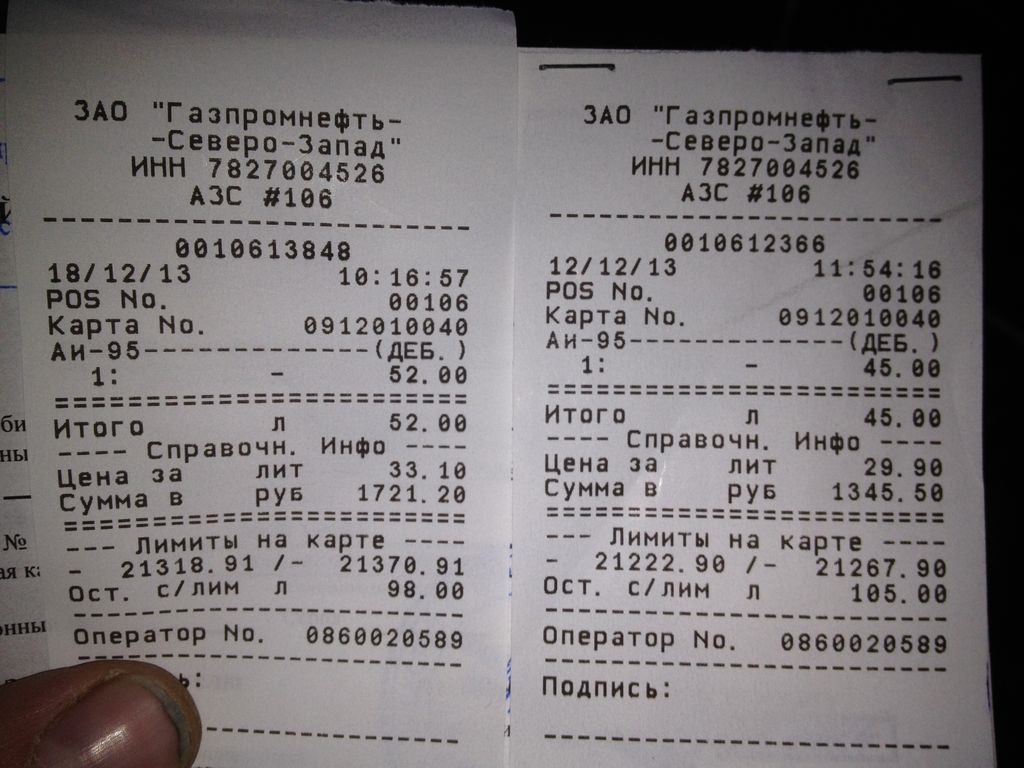 ЗАО "Газпромнефть-
-Северо-Запад"
ИНН 7827004526
АЗС #106
--------------------------------
0010613848
18/12/13 10:16:57
POS No. 00106
Карта No. 0912010040
Аи-95--------------(ДЕБ.)
1: - 52.00
========================
Итого л 52.00
---- Справочн. Инфо ----
Цена за лит 33.10
Сумма в руб 1721.20
========================
--- Лимиты на карте ----
- 21318.91 /- 21370.91
Ост. с/лим л 98.00
------------------------
Оператор No. 0860020589
------------------------
ь:
------------------------
ЗАО "Газпромнефть-
-Северо-Запад"
ИНН 7827004526
АЗС #106
------------------------
0010612366
12/12/13 11:54:16
POS No. 00106
Карта No. 0912010040
Аи-95--------------(ДЕБ.)
1: - 45.00
========================
Итого л 45.00
---- Справочн. Инфо ----
Цена за лит 29.90
Сумма в руб 1345.50
========================
--- Лимиты на карте ----
- 21222.90 /- 21267.90
Ост. с/лим л 105.00
------------------------
Оператор No. 0860020589
------------------------
Подпись:
------------------------
би
ны
№
ая к
онны